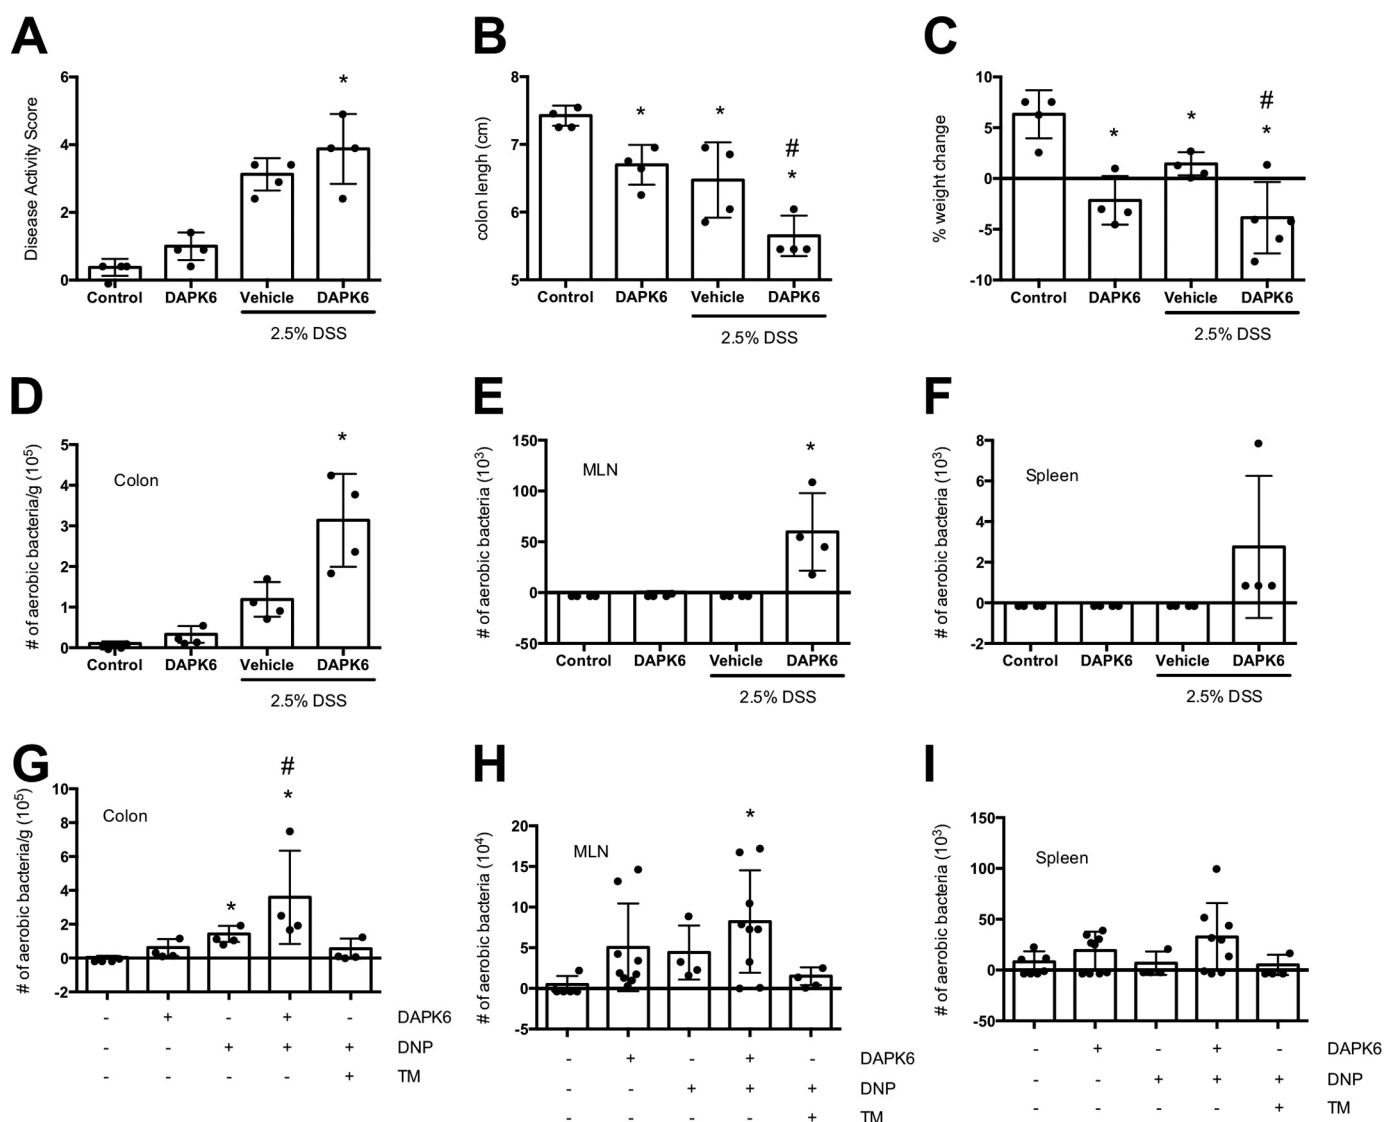 A
Disease Activity Score
6
4
2
0
*
Control DAPK6 Vehicle DAPK6
2.5% DSS
B
colon lengh (cm)
8
7
6
5
* * # *
Control DAPK6 Vehicle DAPK6
2.5% DSS
C
% weight change
10
5
0
-5
-10
* * # *
Control DAPK6 Vehicle DAPK6
2.5% DSS
D
# of aerobic bacteria/g (10⁵)
5
4
3
2
1
0
Colon
*
Control DAPK6 Vehicle DAPK6
2.5% DSS
E
# of aerobic bacteria (10³)
150
100
50
0
-50
MLN
*
Control DAPK6 Vehicle DAPK6
2.5% DSS
F
# of aerobic bacteria (10³)
8
6
4
2
0
-2
Spleen
Control DAPK6 Vehicle DAPK6
2.5% DSS
G
# of aerobic bacteria/g (10⁵)
10
8
6
4
2
0
-2
Colon
* # *
- + - + - DAPK6
- - + + + DNP
- - - - + TM
H
# of aerobic bacteria (10⁴)
20
15
10
5
0
-5
MLN
*
- + - + - DAPK6
- - + + + DNP
- - - - + TM
I
# of aerobic bacteria (10³)
150
100
50
0
-50
Spleen
- + - + - DAPK6
- - + + + DNP
- - - - + TM